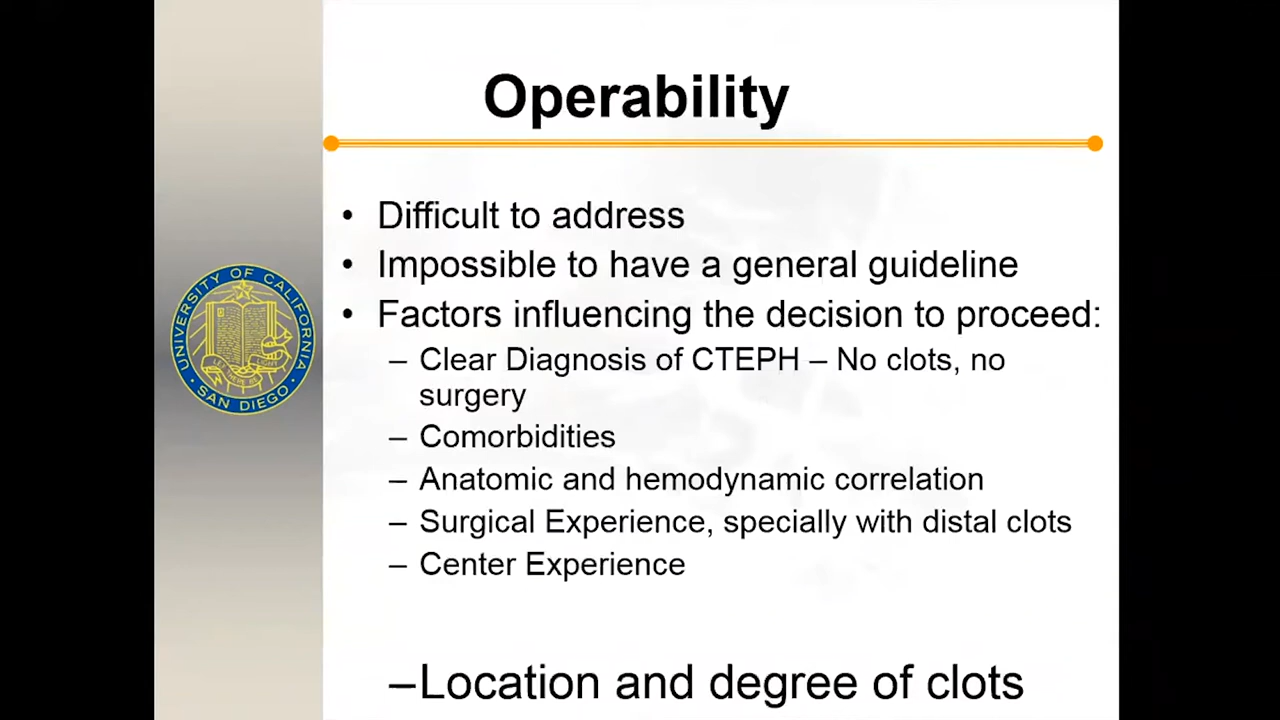 Operability
• Difficult to address
• Impossible to have a general guideline
• Factors influencing the decision to proceed:
– Clear Diagnosis of CTEPH – No clots, no
surgery
– Comorbidities
– Anatomic and hemodynamic correlation
– Surgical Experience, specially with distal clots
– Center Experience
–Location and degree of clots
UNIVERSITY OF CALIFORNIA
SAN DIEGO